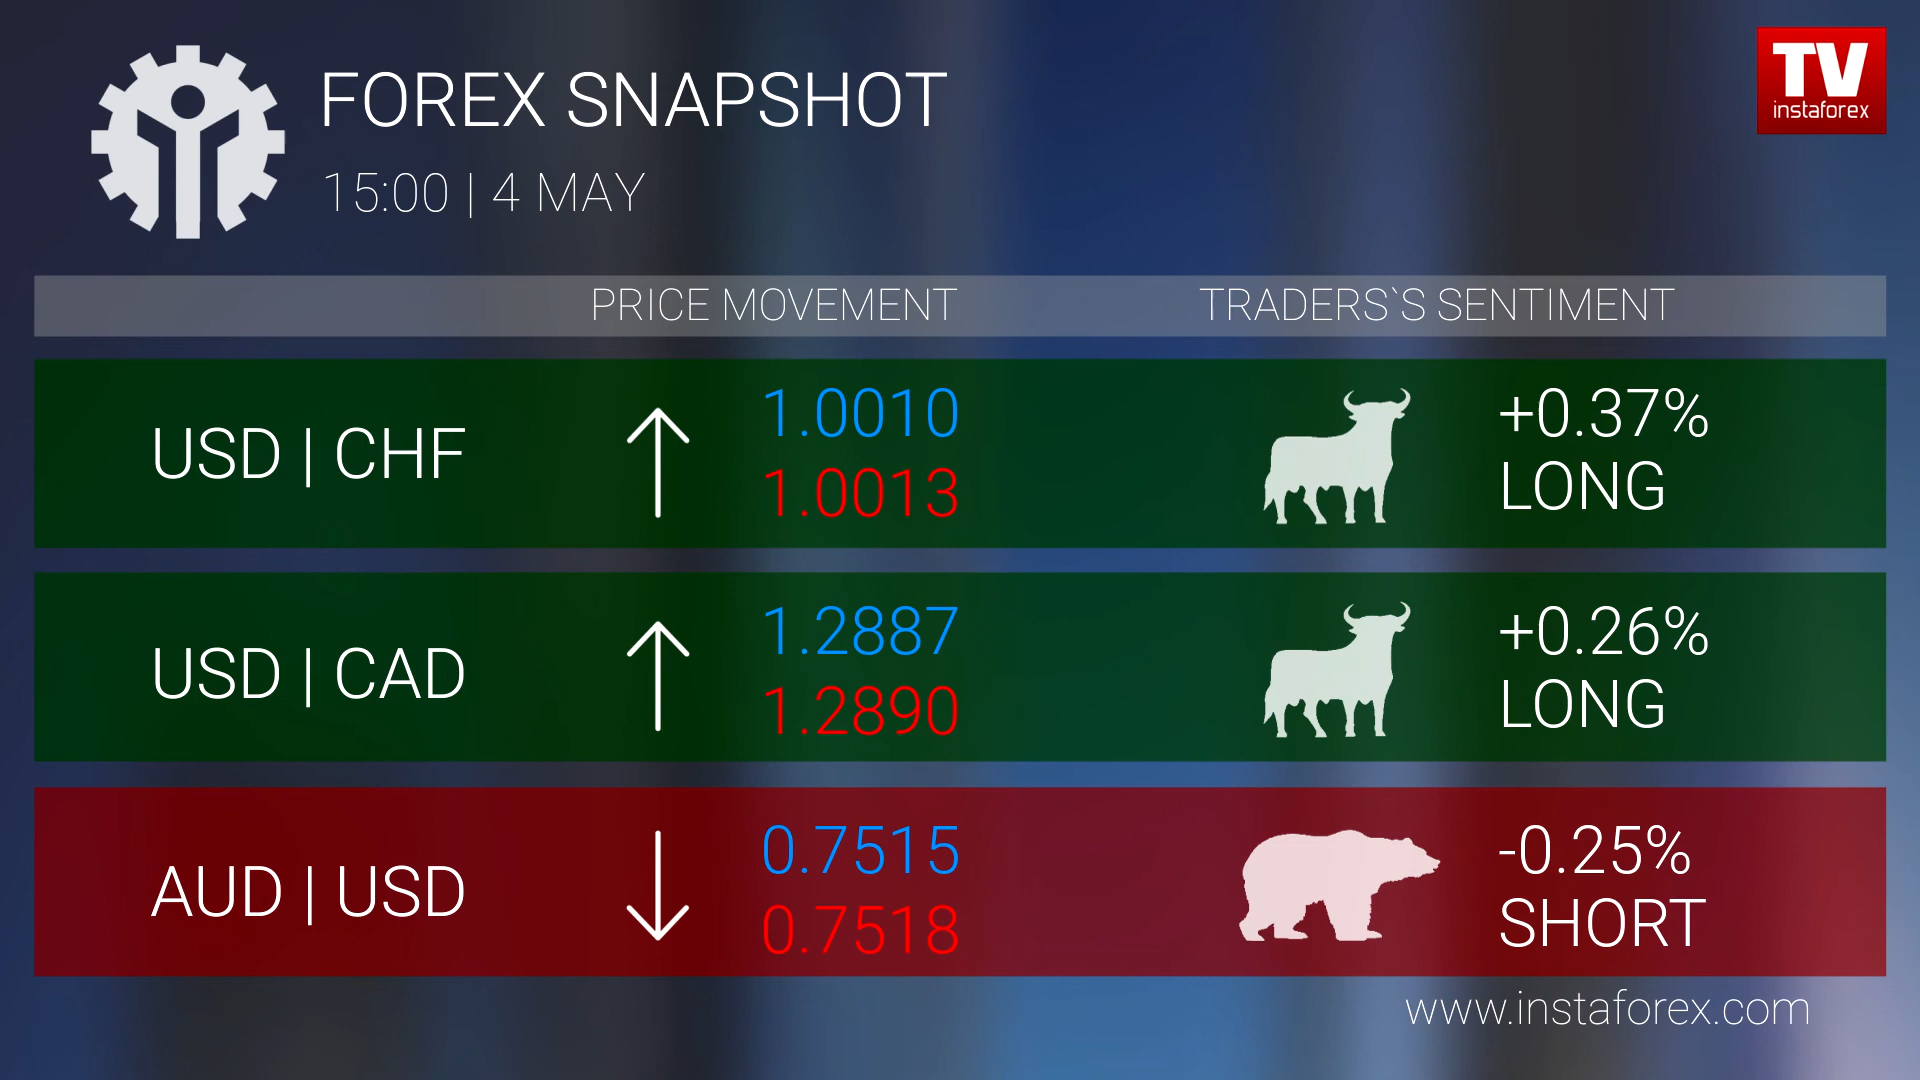 FOREX SNAPSHOT
15:00 | 4 MAY
TV
instaforex
PRICE MOVEMENT
TRADERS`S SENTIMENT
USD | CHF
1.0010
1.0013
+0.37%
LONG
USD | CAD
1.2887
1.2890
+0.26%
LONG
AUD | USD
0.7515
0.7518
-0.25%
SHORT
www.instaforex.com